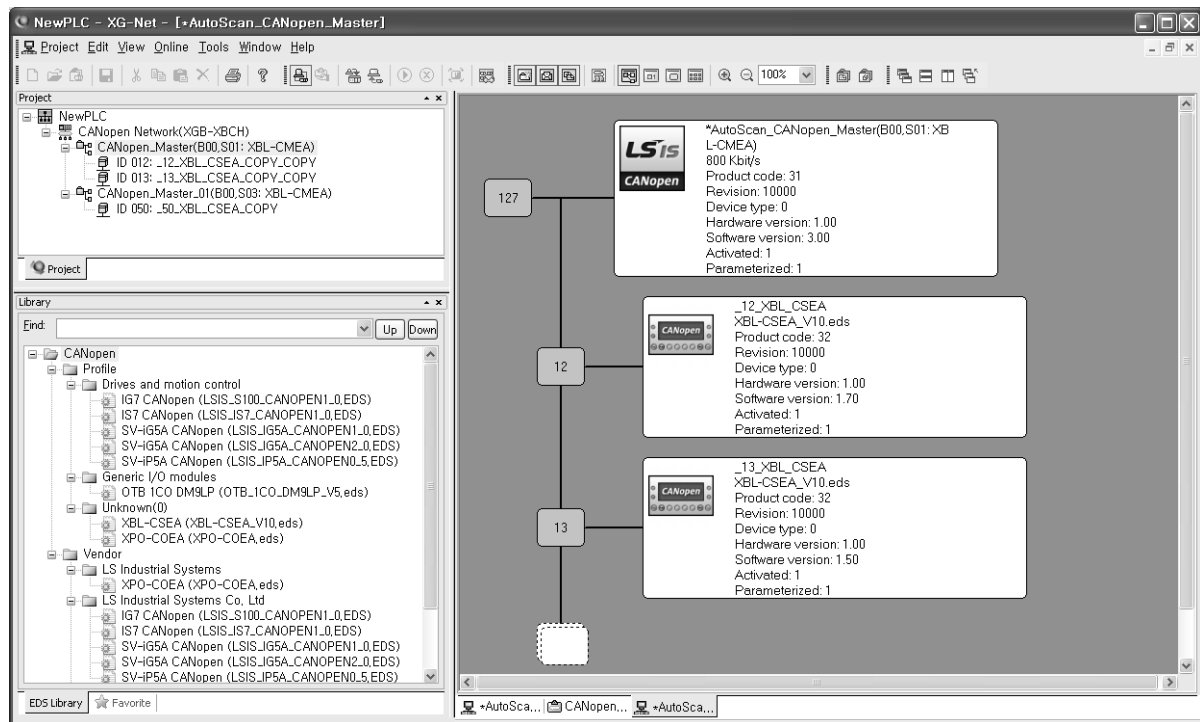 NewPLC - XG-Net - [*AutoScan_CANopen_Master]
Project Edit View Online Tools Window Help
100%
Project
NewPLC
CANopen Network(XGB-XBCH)
CANopen_Master(B00,S01: XBL-CMEA)
ID 012: _12_XBL_CSEA_COPY_COPY
ID 013: _13_XBL_CSEA_COPY_COPY
CANopen_Master_01(B00,S03: XBL-CMEA)
ID 050: _50_XBL_CSEA_COPY
Project
Library
Find:
Up
Down
CANopen
Profile
Drives and motion control
IG7 CANopen (LSIS_S100_CANOPEN1_0,EDS)
IS7 CANopen (LSIS_IS7_CANOPEN1_0,EDS)
SV-iG5A CANopen (LSIS_IG5A_CANOPEN1_0,EDS)
SV-iG5A CANopen (LSIS_IG5A_CANOPEN2_0,EDS)
SV-iP5A CANopen (LSIS_IP5A_CANOPEN0_5,EDS)
Generic I/O modules
OTB 1CO DM9LP (OTB_1CO_DM9LP_V5,eds)
Unknown(0)
XBL-CSEA (XBL-CSEA_V10,eds)
XPO-COEA (XPO-COEA,eds)
Vendor
LS Industrial Systems
XPO-COEA (XPO-COEA,eds)
LS Industrial Systems Co, Ltd
IG7 CANopen (LSIS_S100_CANOPEN1_0,EDS)
IS7 CANopen (LSIS_IS7_CANOPEN1_0,EDS)
SV-iG5A CANopen (LSIS_IG5A_CANOPEN1_0,EDS)
SV-iG5A CANopen (LSIS_IG5A_CANOPEN2_0,EDS)
SV-iP5A CANopen (LSIS_IP5A_CANOPEN0_5,EDS)
EDS Library
Favorite
127
LSIS
CANopen
*AutoScan_CANopen_Master(B00,S01: XB
L-CMEA)
800 Kbit/s
Product code: 31
Revision: 10000
Device type: 0
Hardware version: 1.00
Software version: 3.00
Activated: 1
Parameterized: 1
12
CANopen
_12_XBL_CSEA
XBL-CSEA_V10.eds
Product code: 32
Revision: 10000
Device type: 0
Hardware version: 1.00
Software version: 1.70
Activated: 1
Parameterized: 1
13
CANopen
_13_XBL_CSEA
XBL-CSEA_V10.eds
Product code: 32
Revision: 10000
Device type: 0
Hardware version: 1.00
Software version: 1.50
Activated: 1
Parameterized: 1
*AutoSca...
CANopen...
*AutoSca...